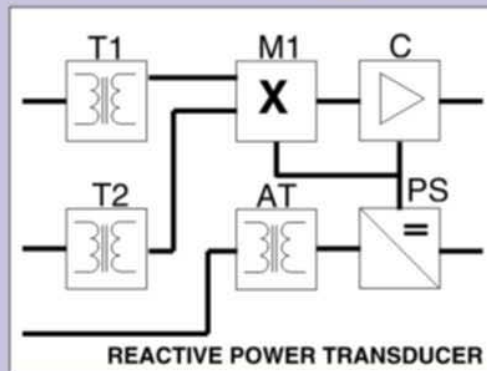 T1
M1
C
X
T2
AT
PS
=
REACTIVE POWER TRANSDUCER